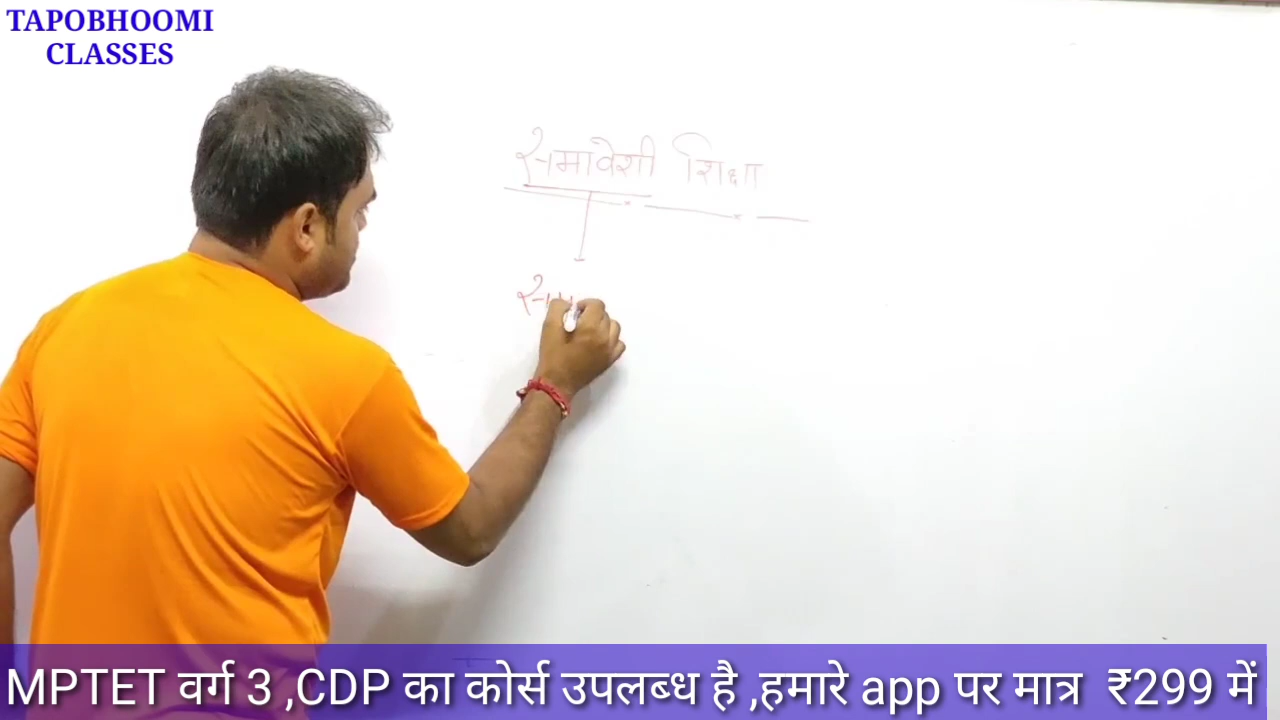 TAPOBHOOMI
CLASSES
समावेशी शिक्षा
MPTET वर्ग 3 ,CDP का कोर्स उपलब्ध है ,हमारे app पर मात्र ₹299 में